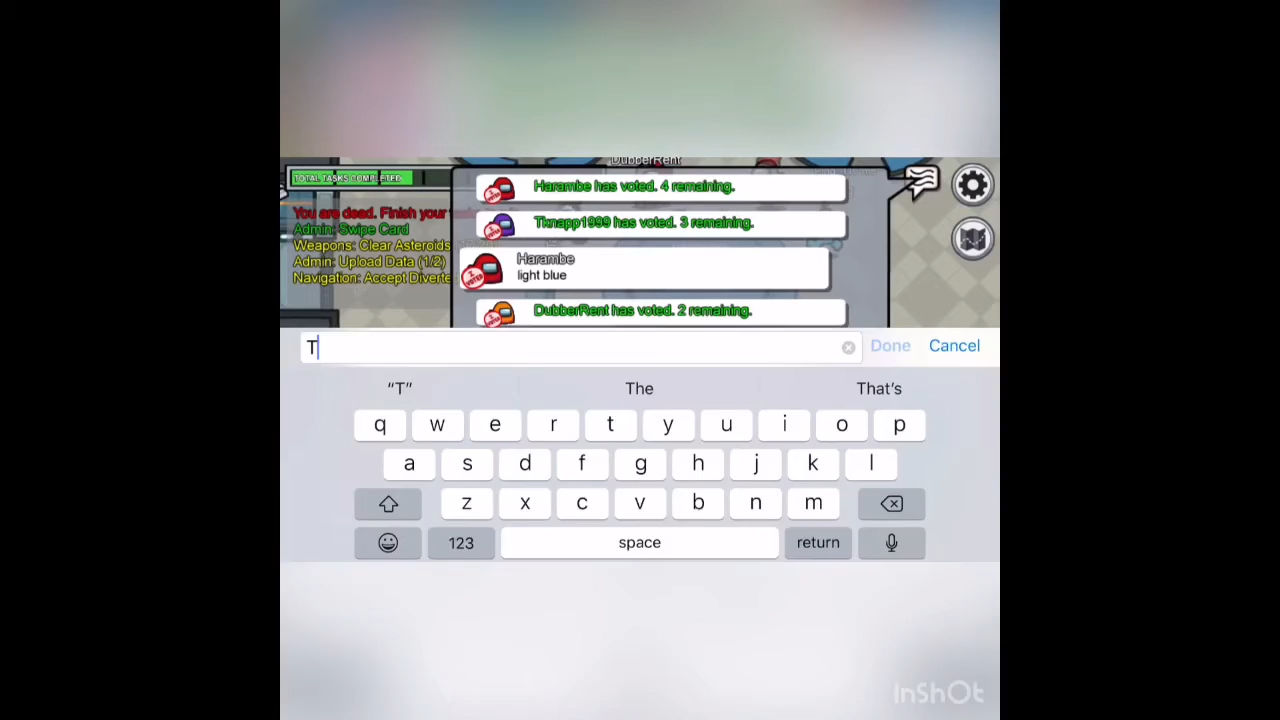 DubberRent
TOTAL TASKS COMPLETED
Harambe has voted. 4 remaining.
You are dead. Finish your
Admin: Swipe Card
Tknapp1999 has voted. 3 remaining.
Weapons: Clear Asteroids
Admin: Upload Data (1/2)
Navigation: Accept Diverte
I VOTED
Harambe
light blue
DubberRent has voted. 2 remaining.
T
Done
Cancel
“T”
The
That's
q w e r t y u i o p
a s d f g h j k l
z x c v b n m
123
space
return
InShOt